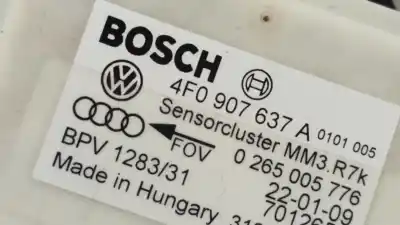 BOSCH
4F0 907 637 A 0101 005
Sensorcluster MM3.R7k
FOV 0 265 005 776
BPV 1283/31 22-01-09
Made in Hungary